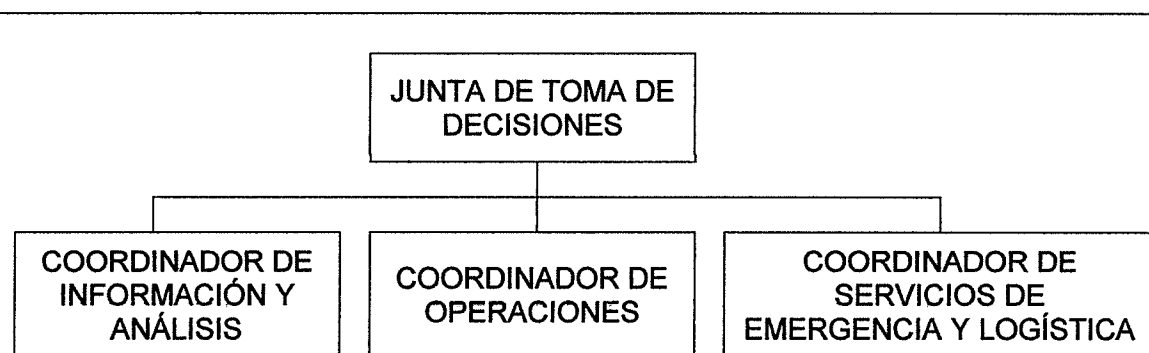 JUNTA DE TOMA DE
DECISIONES
COORDINADOR DE
INFORMACIÓN Y
ANÁLISIS
COORDINADOR DE
OPERACIONES
COORDINADOR DE
SERVICIOS DE
EMERGENCIA Y LOGÍSTICA